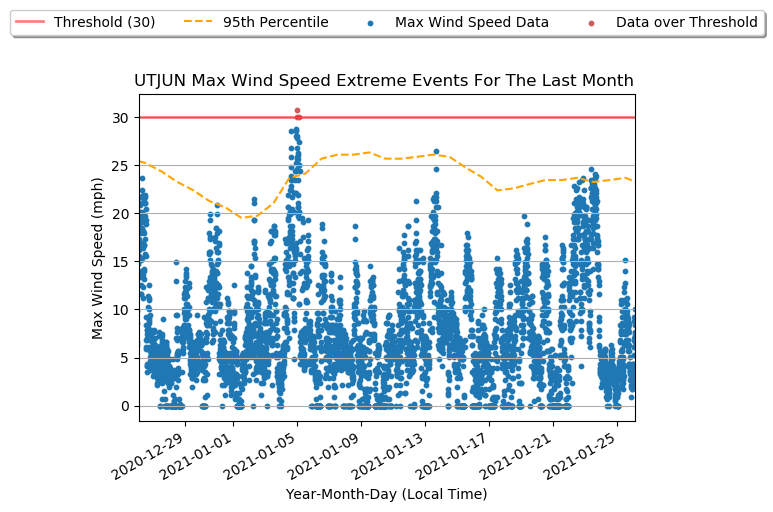 Threshold (30) 95th Percentile Max Wind Speed Data Data over Threshold
UTJUN Max Wind Speed Extreme Events For The Last Month
30
25
20
15
10
5
0
Max Wind Speed (mph)
2020-12-29 2021-01-01 2021-01-05 2021-01-09 2021-01-13 2021-01-17 2021-01-21 2021-01-25
Year-Month-Day (Local Time)